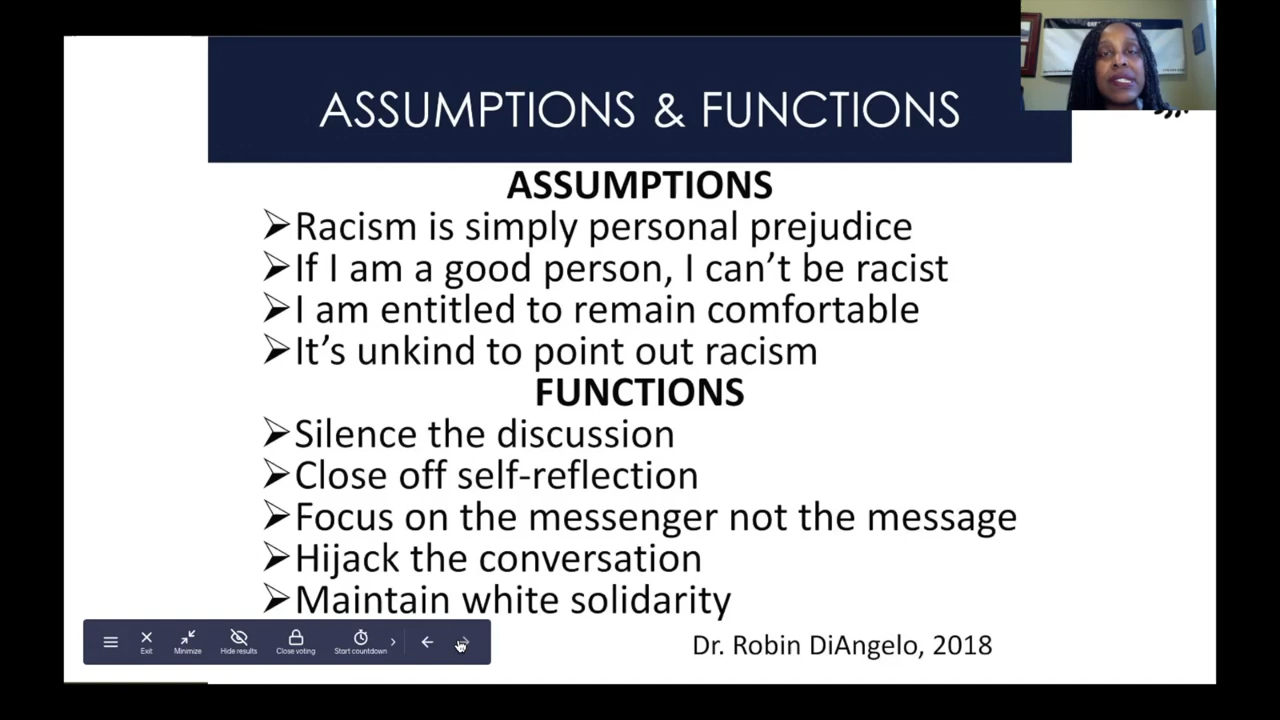 ASSUMPTIONS & FUNCTIONS
ASSUMPTIONS
➢Racism is simply personal prejudice
➢If I am a good person, I can’t be racist
➢I am entitled to remain comfortable
➢It’s unkind to point out racism
FUNCTIONS
➢Silence the discussion
➢Close off self-reflection
➢Focus on the messenger not the message
➢Hijack the conversation
➢Maintain white solidarity
Exit Minimize Hide results Close voting Start countdown
Dr. Robin DiAngelo, 2018